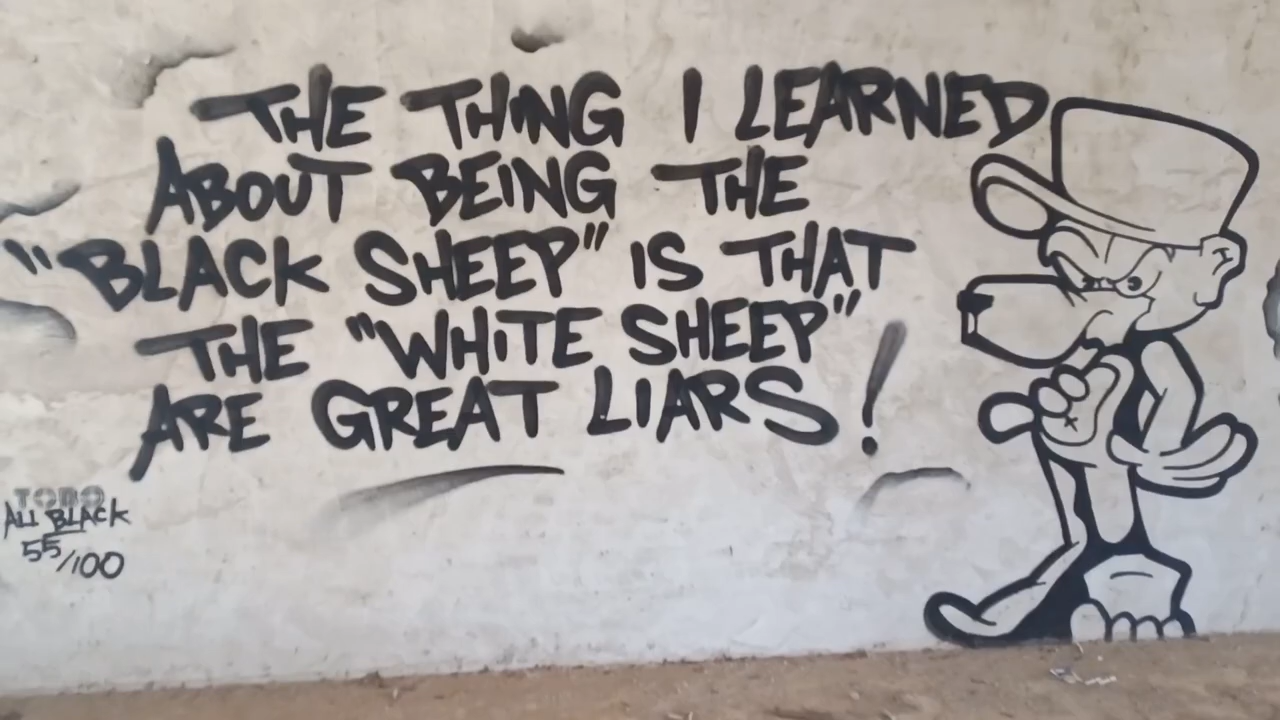 THE THING I LEARNED
ABOUT BEING THE
"BLACK SHEEP" IS THAT
THE "WHITE SHEEP"
ARE GREAT LIARS!
TOBO
ALL BLACK
55/100